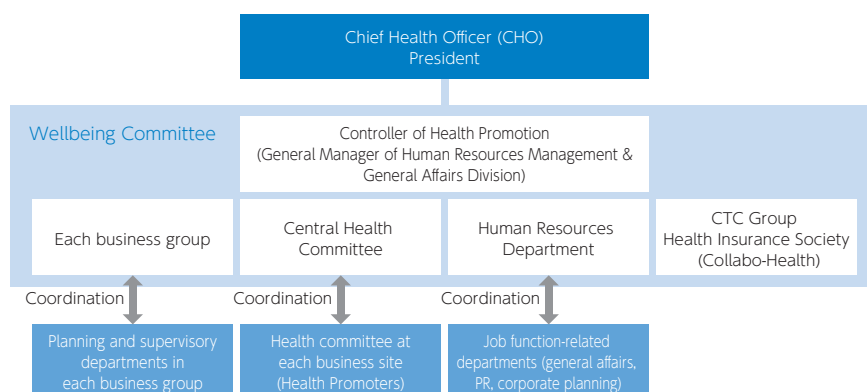 Chief Health Officer (CHO)
President
Wellbeing Committee
Controller of Health Promotion
(General Manager of Human Resources Management &
General Affairs Division)
Each business group
Central Health
Committee
Human Resources
Department
CTC Group
Health Insurance Society
(Collabo-Health)
Coordination
Coordination
Coordination
Planning and supervisory
departments in
each business group
Health committee at
each business site
(Health Promoters)
Job function-related
departments (general affairs,
PR, corporate planning)